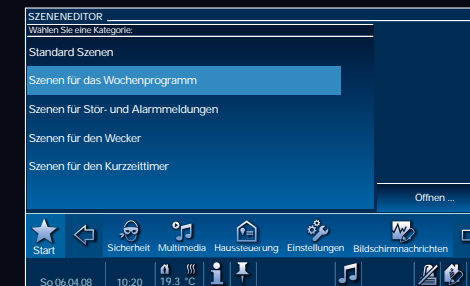 SZENENEDITOR
Wählen Sie eine Kategorie:
Standard Szenen
Szenen für das Wochenprogramm
Szenen für Stör- und Alarmmeldungen
Szenen für den Wecker
Szenen für den Kurzzeittimer
Öffnen ...
Start
Sicherheit
Multimedia
Haussteuerung
Einstellungen
Bildschirmnachrichten
So 06.04.08
10:20
19.3 °C